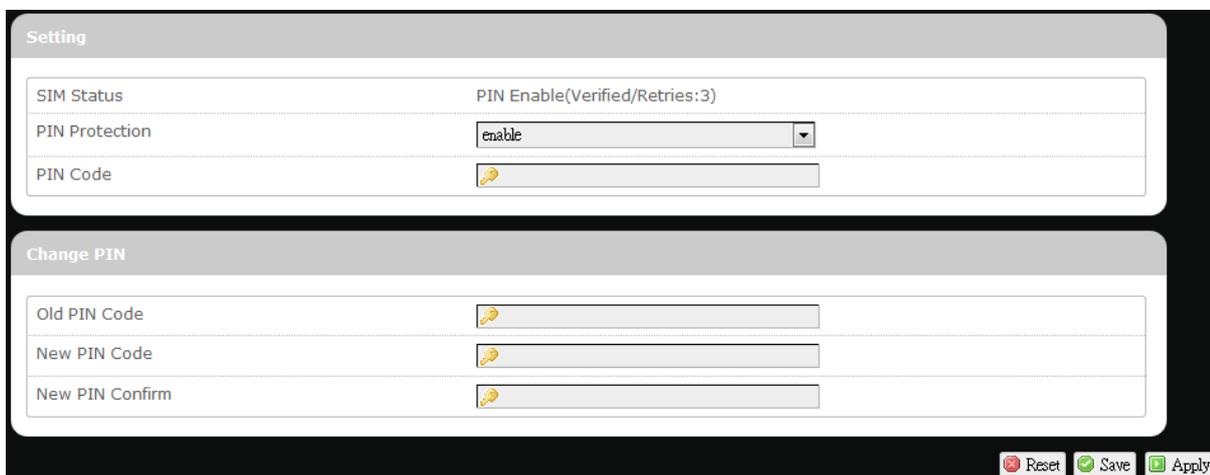 Setting
SIM Status PIN Enable(Verified/Retries:3)
PIN Protection enable
PIN Code
Change PIN
Old PIN Code
New PIN Code
New PIN Confirm
Reset Save Apply